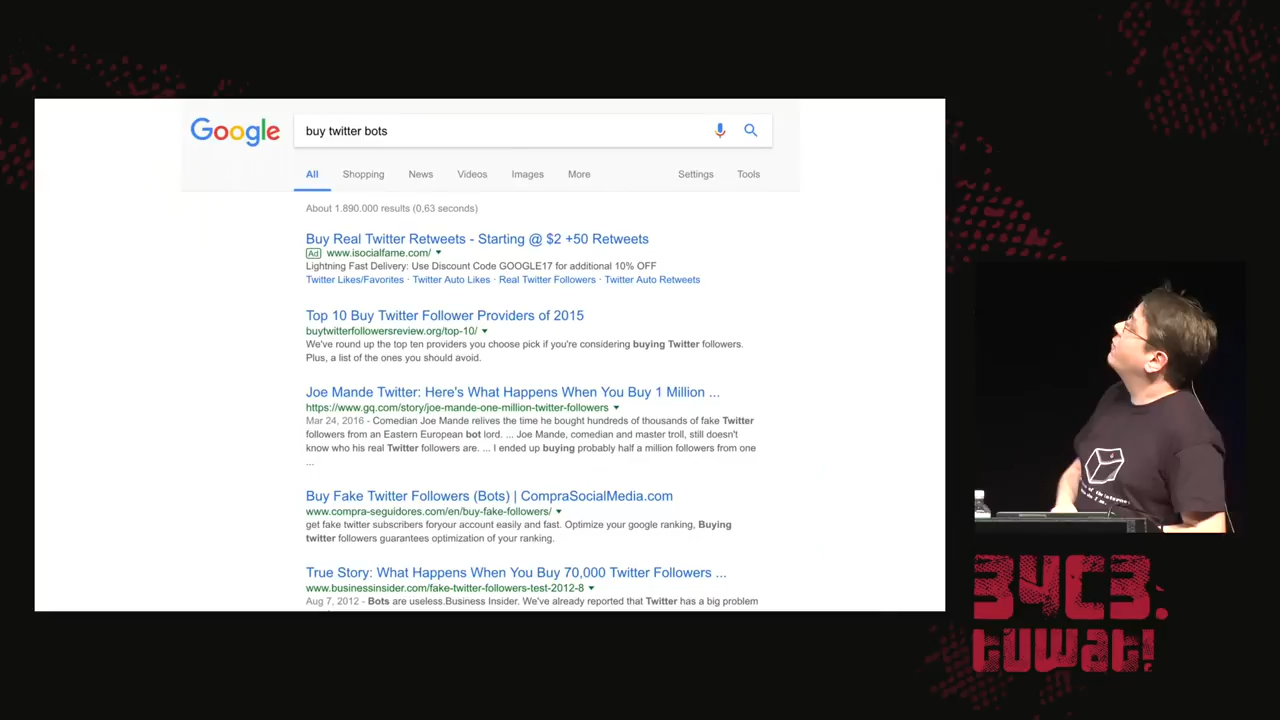 Google
buy twitter bots
All Shopping News Videos Images More Settings Tools
About 1.890.000 results (0,63 seconds)
Buy Real Twitter Retweets - Starting @ $2 +50 Retweets
Ad www.isocialfame.com/
Lightning Fast Delivery: Use Discount Code GOOGLE17 for additional 10% OFF
Twitter Likes/Favorites · Twitter Auto Likes · Real Twitter Followers · Twitter Auto Retweets
Top 10 Buy Twitter Follower Providers of 2015
buytwitterfollowersreview.org/top-10/
We've round up the top ten providers you choose pick if you're considering buying Twitter followers.
Plus, a list of the ones you should avoid.
Joe Mande Twitter: Here's What Happens When You Buy 1 Million ...
https://www.gq.com/story/joe-mande-one-million-twitter-followers
Mar 24, 2016 - Comedian Joe Mande relives the time he bought hundreds of thousands of fake Twitter
followers from an Eastern European bot lord. ... Joe Mande, comedian and master troll, still doesn't
know who his real Twitter followers are. ... I ended up buying probably half a million followers from one
...
Buy Fake Twitter Followers (Bots) | CompraSocialMedia.com
www.compra-seguidores.com/en/buy-fake-followers/
get fake twitter subscribers foryour account easily and fast. Optimize your google ranking, Buying
twitter followers guarantees optimization of your ranking.
True Story: What Happens When You Buy 70,000 Twitter Followers ...
www.businessinsider.com/fake-twitter-followers-test-2012-8
Aug 7, 2012 - Bots are useless.Business Insider. We've already reported that Twitter has a big problem
34C3.
tuwat!